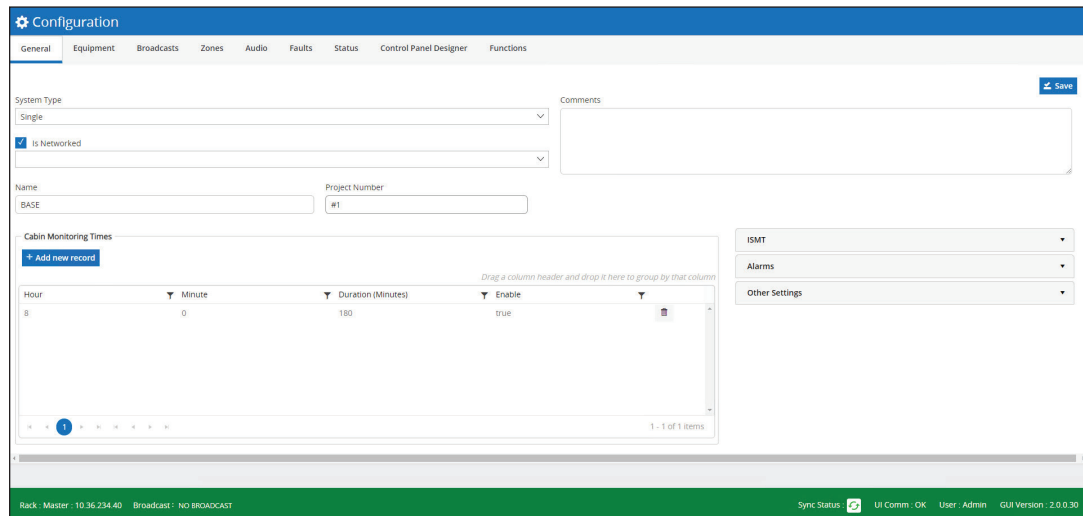 Configuration
General Equipment Broadcasts Zones Audio Faults Status Control Panel Designer Functions
Save
System Type
Single
Comments
Is Networked
Name
Project Number
BASE
#1
Cabin Monitoring Times
+ Add new record
Drag a column header and drop it here to group by that column
Hour Minute Duration (Minutes) Enable
8 0 180 true
1
1 - 1 of 1 items
ISMT
Alarms
Other Settings
Rack : Master : 10.36.234.40 Broadcast : NO BROADCAST Sync Status : UI Comm : OK User : Admin GUI Version : 2.0.0.30